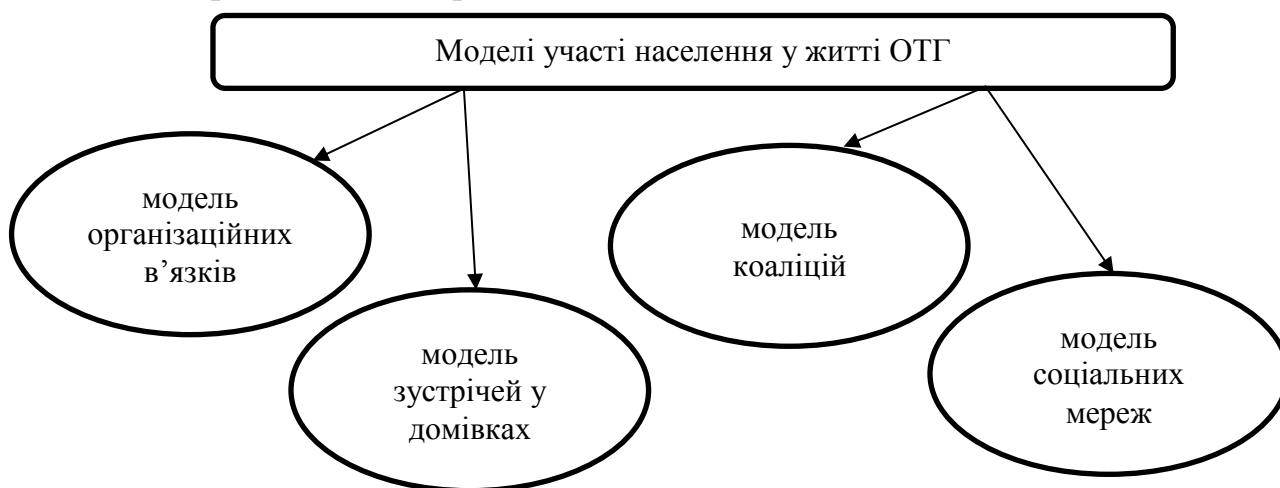 Моделі участі населення у житті ОТГ
модель
організаційних
в’язків
модель
зустрічей у
домівках
модель
коаліцій
модель
соціальних
мереж